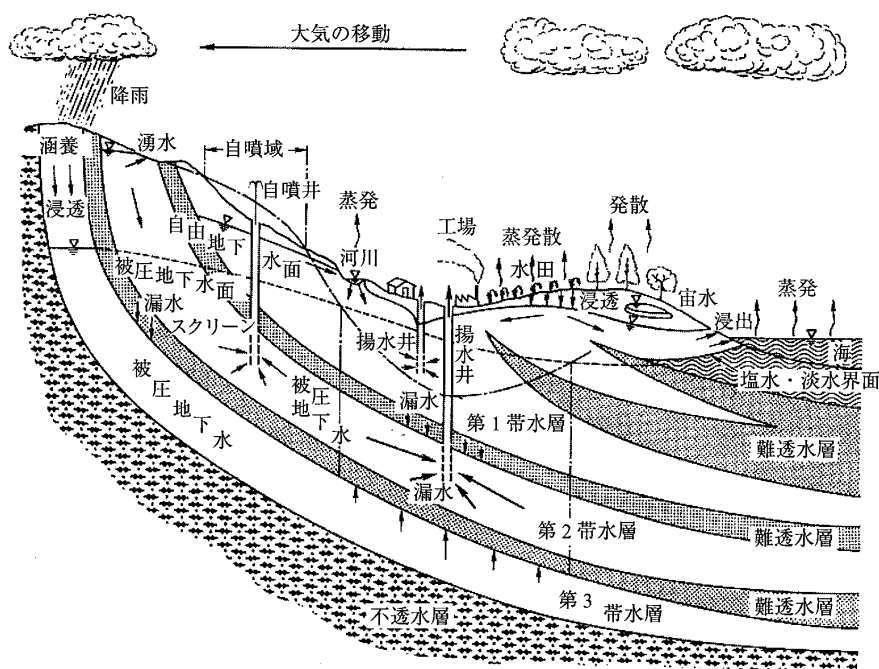 大気の移動
降雨
涵養
湧水
自噴域
自噴井
浸透
自由地下水面
蒸発
河川
工場
蒸発散
水田
発散
浸透
宙水
浸出
蒸発
海
被圧地下水面
漏水
スクリーン
揚水井
揚水井
塩水・淡水界面
被圧地下水
被圧地下水
漏水
第1帯水層
難透水層
漏水
第2帯水層
難透水層
第3帯水層
難透水層
不透水層